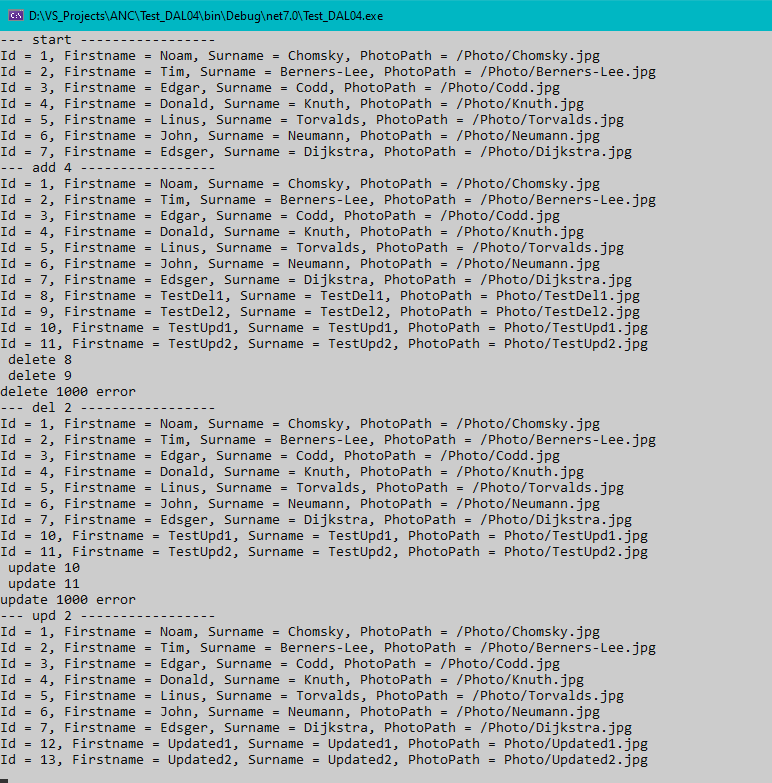 D:\VS_Projects\ANC\Test_DAL04\bin\Debug\net7.0\Test_DAL04.exe
--- start -----------------
Id = 1, Firstname = Noam, Surname = Chomsky, PhotoPath = /Photo/Chomsky.jpg
Id = 2, Firstname = Tim, Surname = Berners-Lee, PhotoPath = /Photo/Berners-Lee.jpg
Id = 3, Firstname = Edgar, Surname = Codd, PhotoPath = /Photo/Codd.jpg
Id = 4, Firstname = Donald, Surname = Knuth, PhotoPath = /Photo/Knuth.jpg
Id = 5, Firstname = Linus, Surname = Torvalds, PhotoPath = /Photo/Torvalds.jpg
Id = 6, Firstname = John, Surname = Neumann, PhotoPath = /Photo/Neumann.jpg
Id = 7, Firstname = Edsger, Surname = Dijkstra, PhotoPath = /Photo/Dijkstra.jpg
--- add 4 -----------------
Id = 1, Firstname = Noam, Surname = Chomsky, PhotoPath = /Photo/Chomsky.jpg
Id = 2, Firstname = Tim, Surname = Berners-Lee, PhotoPath = /Photo/Berners-Lee.jpg
Id = 3, Firstname = Edgar, Surname = Codd, PhotoPath = /Photo/Codd.jpg
Id = 4, Firstname = Donald, Surname = Knuth, PhotoPath = /Photo/Knuth.jpg
Id = 5, Firstname = Linus, Surname = Torvalds, PhotoPath = /Photo/Torvalds.jpg
Id = 6, Firstname = John, Surname = Neumann, PhotoPath = /Photo/Neumann.jpg
Id = 7, Firstname = Edsger, Surname = Dijkstra, PhotoPath = /Photo/Dijkstra.jpg
Id = 8, Firstname = TestDel1, Surname = TestDel1, PhotoPath = Photo/TestDel1.jpg
Id = 9, Firstname = TestDel2, Surname = TestDel2, PhotoPath = Photo/TestDel2.jpg
Id = 10, Firstname = TestUpd1, Surname = TestUpd1, PhotoPath = Photo/TestUpd1.jpg
Id = 11, Firstname = TestUpd2, Surname = TestUpd2, PhotoPath = Photo/TestUpd2.jpg
 delete 8
 delete 9
delete 1000 error
--- del 2 -----------------
Id = 1, Firstname = Noam, Surname = Chomsky, PhotoPath = /Photo/Chomsky.jpg
Id = 2, Firstname = Tim, Surname = Berners-Lee, PhotoPath = /Photo/Berners-Lee.jpg
Id = 3, Firstname = Edgar, Surname = Codd, PhotoPath = /Photo/Codd.jpg
Id = 4, Firstname = Donald, Surname = Knuth, PhotoPath = /Photo/Knuth.jpg
Id = 5, Firstname = Linus, Surname = Torvalds, PhotoPath = /Photo/Torvalds.jpg
Id = 6, Firstname = John, Surname = Neumann, PhotoPath = /Photo/Neumann.jpg
Id = 7, Firstname = Edsger, Surname = Dijkstra, PhotoPath = /Photo/Dijkstra.jpg
Id = 10, Firstname = TestUpd1, Surname = TestUpd1, PhotoPath = Photo/TestUpd1.jpg
Id = 11, Firstname = TestUpd2, Surname = TestUpd2, PhotoPath = Photo/TestUpd2.jpg
 update 10
 update 11
update 1000 error
--- upd 2 -----------------
Id = 1, Firstname = Noam, Surname = Chomsky, PhotoPath = /Photo/Chomsky.jpg
Id = 2, Firstname = Tim, Surname = Berners-Lee, PhotoPath = /Photo/Berners-Lee.jpg
Id = 3, Firstname = Edgar, Surname = Codd, PhotoPath = /Photo/Codd.jpg
Id = 4, Firstname = Donald, Surname = Knuth, PhotoPath = /Photo/Knuth.jpg
Id = 5, Firstname = Linus, Surname = Torvalds, PhotoPath = /Photo/Torvalds.jpg
Id = 6, Firstname = John, Surname = Neumann, PhotoPath = /Photo/Neumann.jpg
Id = 7, Firstname = Edsger, Surname = Dijkstra, PhotoPath = /Photo/Dijkstra.jpg
Id = 12, Firstname = Updated1, Surname = Updated1, PhotoPath = Photo/Updated1.jpg
Id = 13, Firstname = Updated2, Surname = Updated2, PhotoPath = Photo/Updated2.jpg